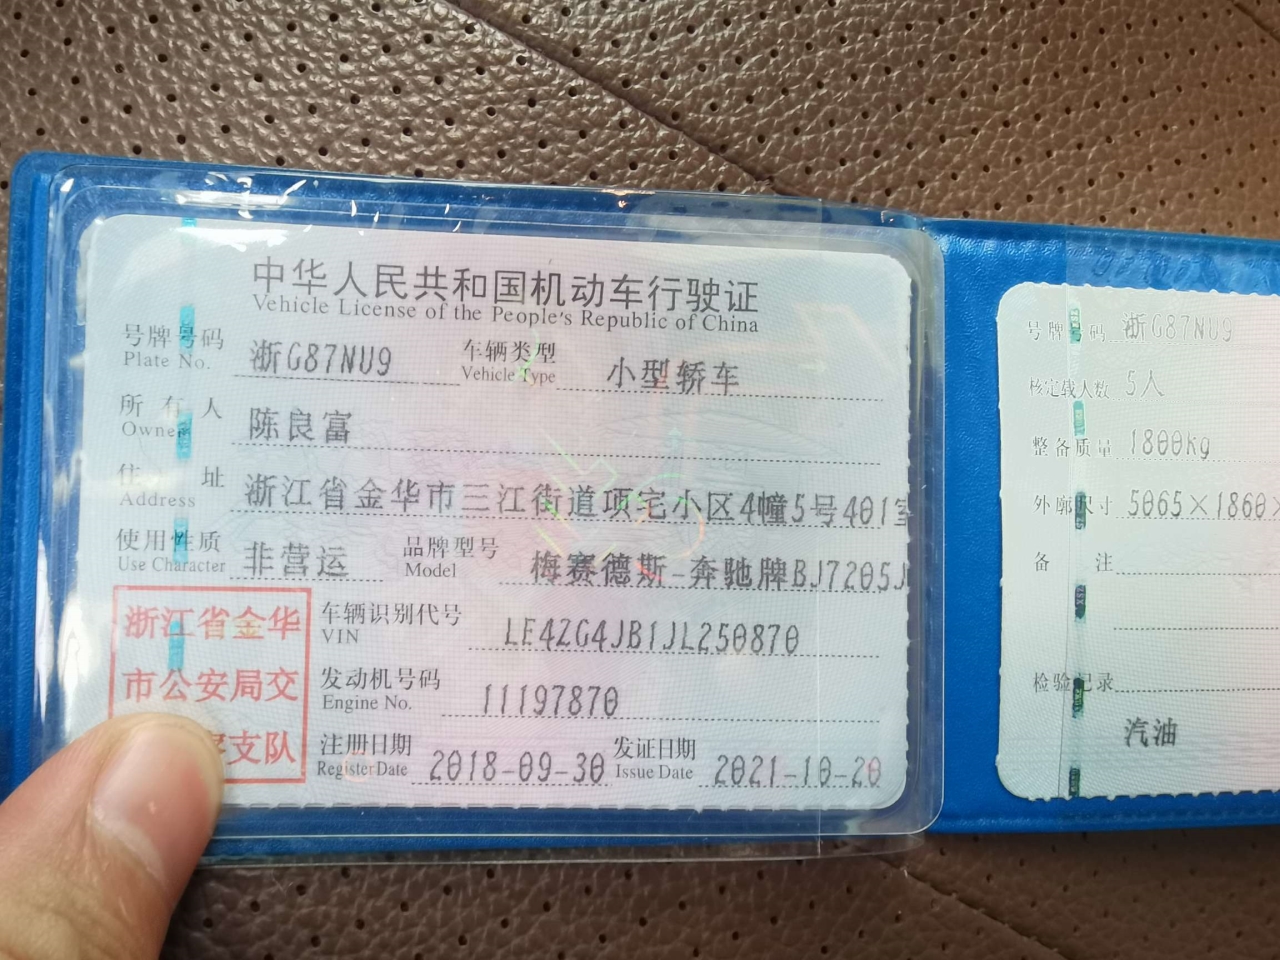 中华人民共和国机动车行驶证
Vehicle License of the People's Republic of China
号牌号码 浙G87NU9 车辆类型 小型轿车
Plate No. Vehicle Type
所有人 陈良富
Owner
住址 浙江省金华市三江街道项宅小区4幢5号401室
Address
使用性质 非营运 品牌型号 梅赛德斯-奔驰牌BJ7205J
Use Character Model
浙江省金华
市公安局交
支队
车辆识别代号 LE4ZG4JB1JL250870
VIN
发动机号码 11197870
Engine No.
注册日期 2018-09-30 发证日期 2021-10-20
Register Date Issue Date
号牌号码 浙G87NU9
核定载人数 5人
整备质量 1800kg
外廓尺寸 5065×1860×
备注
检验记录
汽油